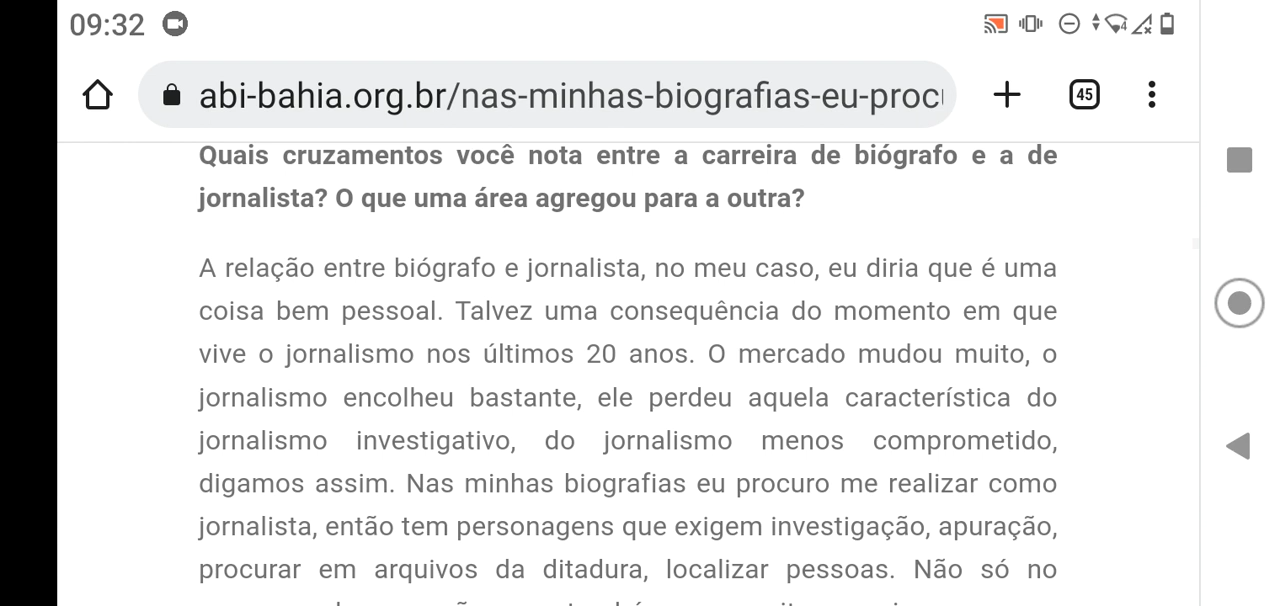 09:32
4
abi-bahia.org.br/nas-minhas-biografias-eu-proc
45
Quais cruzamentos você nota entre a carreira de biógrafo e a de
jornalista? O que uma área agregou para a outra?
A relação entre biógrafo e jornalista, no meu caso, eu diria que é uma
coisa bem pessoal. Talvez uma consequência do momento em que
vive o jornalismo nos últimos 20 anos. O mercado mudou muito, o
jornalismo encolheu bastante, ele perdeu aquela característica do
jornalismo investigativo, do jornalismo menos comprometido,
digamos assim. Nas minhas biografias eu procuro me realizar como
jornalista, então tem personagens que exigem investigação, apuração,
procurar em arquivos da ditadura, localizar pessoas. Não só no